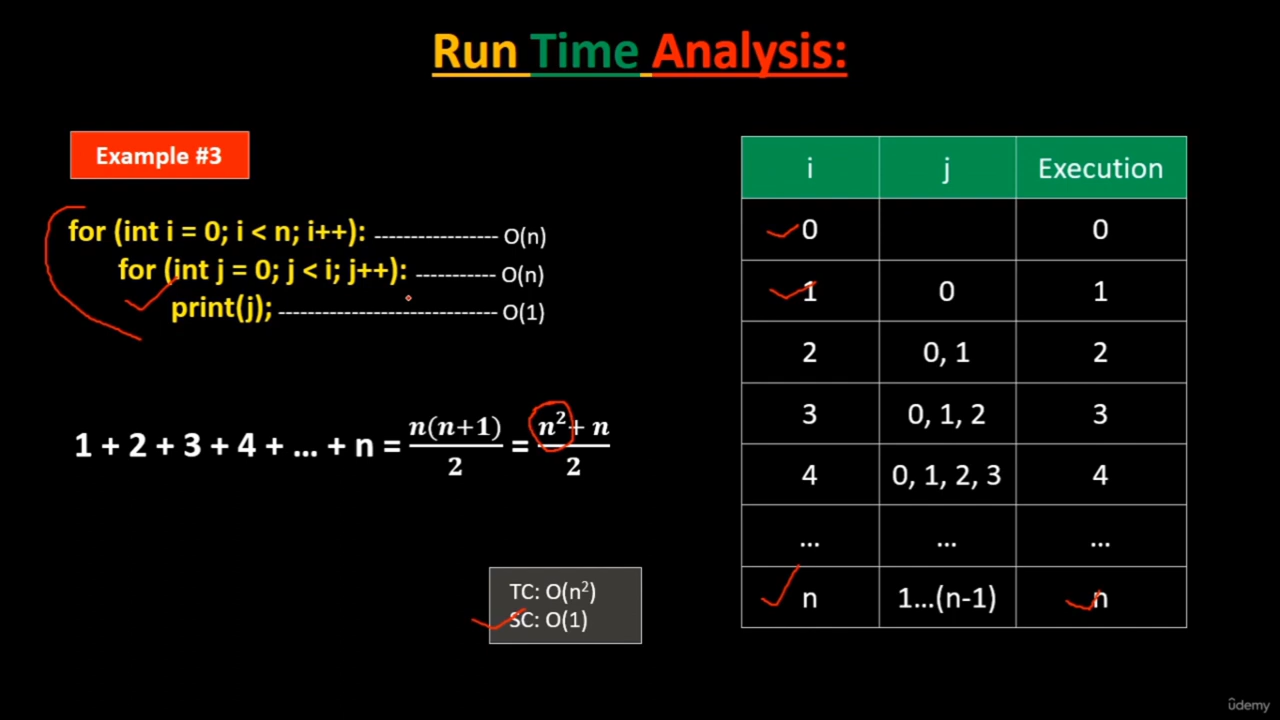 Run Time Analysis:
Example #3
for (int i = 0; i < n; i++): ----------------- O(n)
for (int j = 0; j < i; j++): ----------- O(n)
print(j); ------------------------------ O(1)
1 + 2 + 3 + 4 + ... + n = n(n+1)/2 = n² + n/2
TC: O(n²)
SC: O(1)
i j Execution
0 0
1 0 1
2 0, 1 2
3 0, 1, 2 3
4 0, 1, 2, 3 4
... ... ...
n 1...(n-1) n
ûdemy